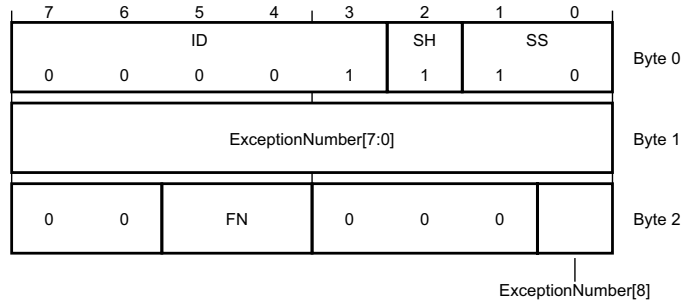 7 6 5 4 3 2 1 0
ID SH SS
Byte 0
0 0 0 0 1 1 1 0
ExceptionNumber[7:0] Byte 1
0 0 FN 0 0 0 Byte 2
ExceptionNumber[8]